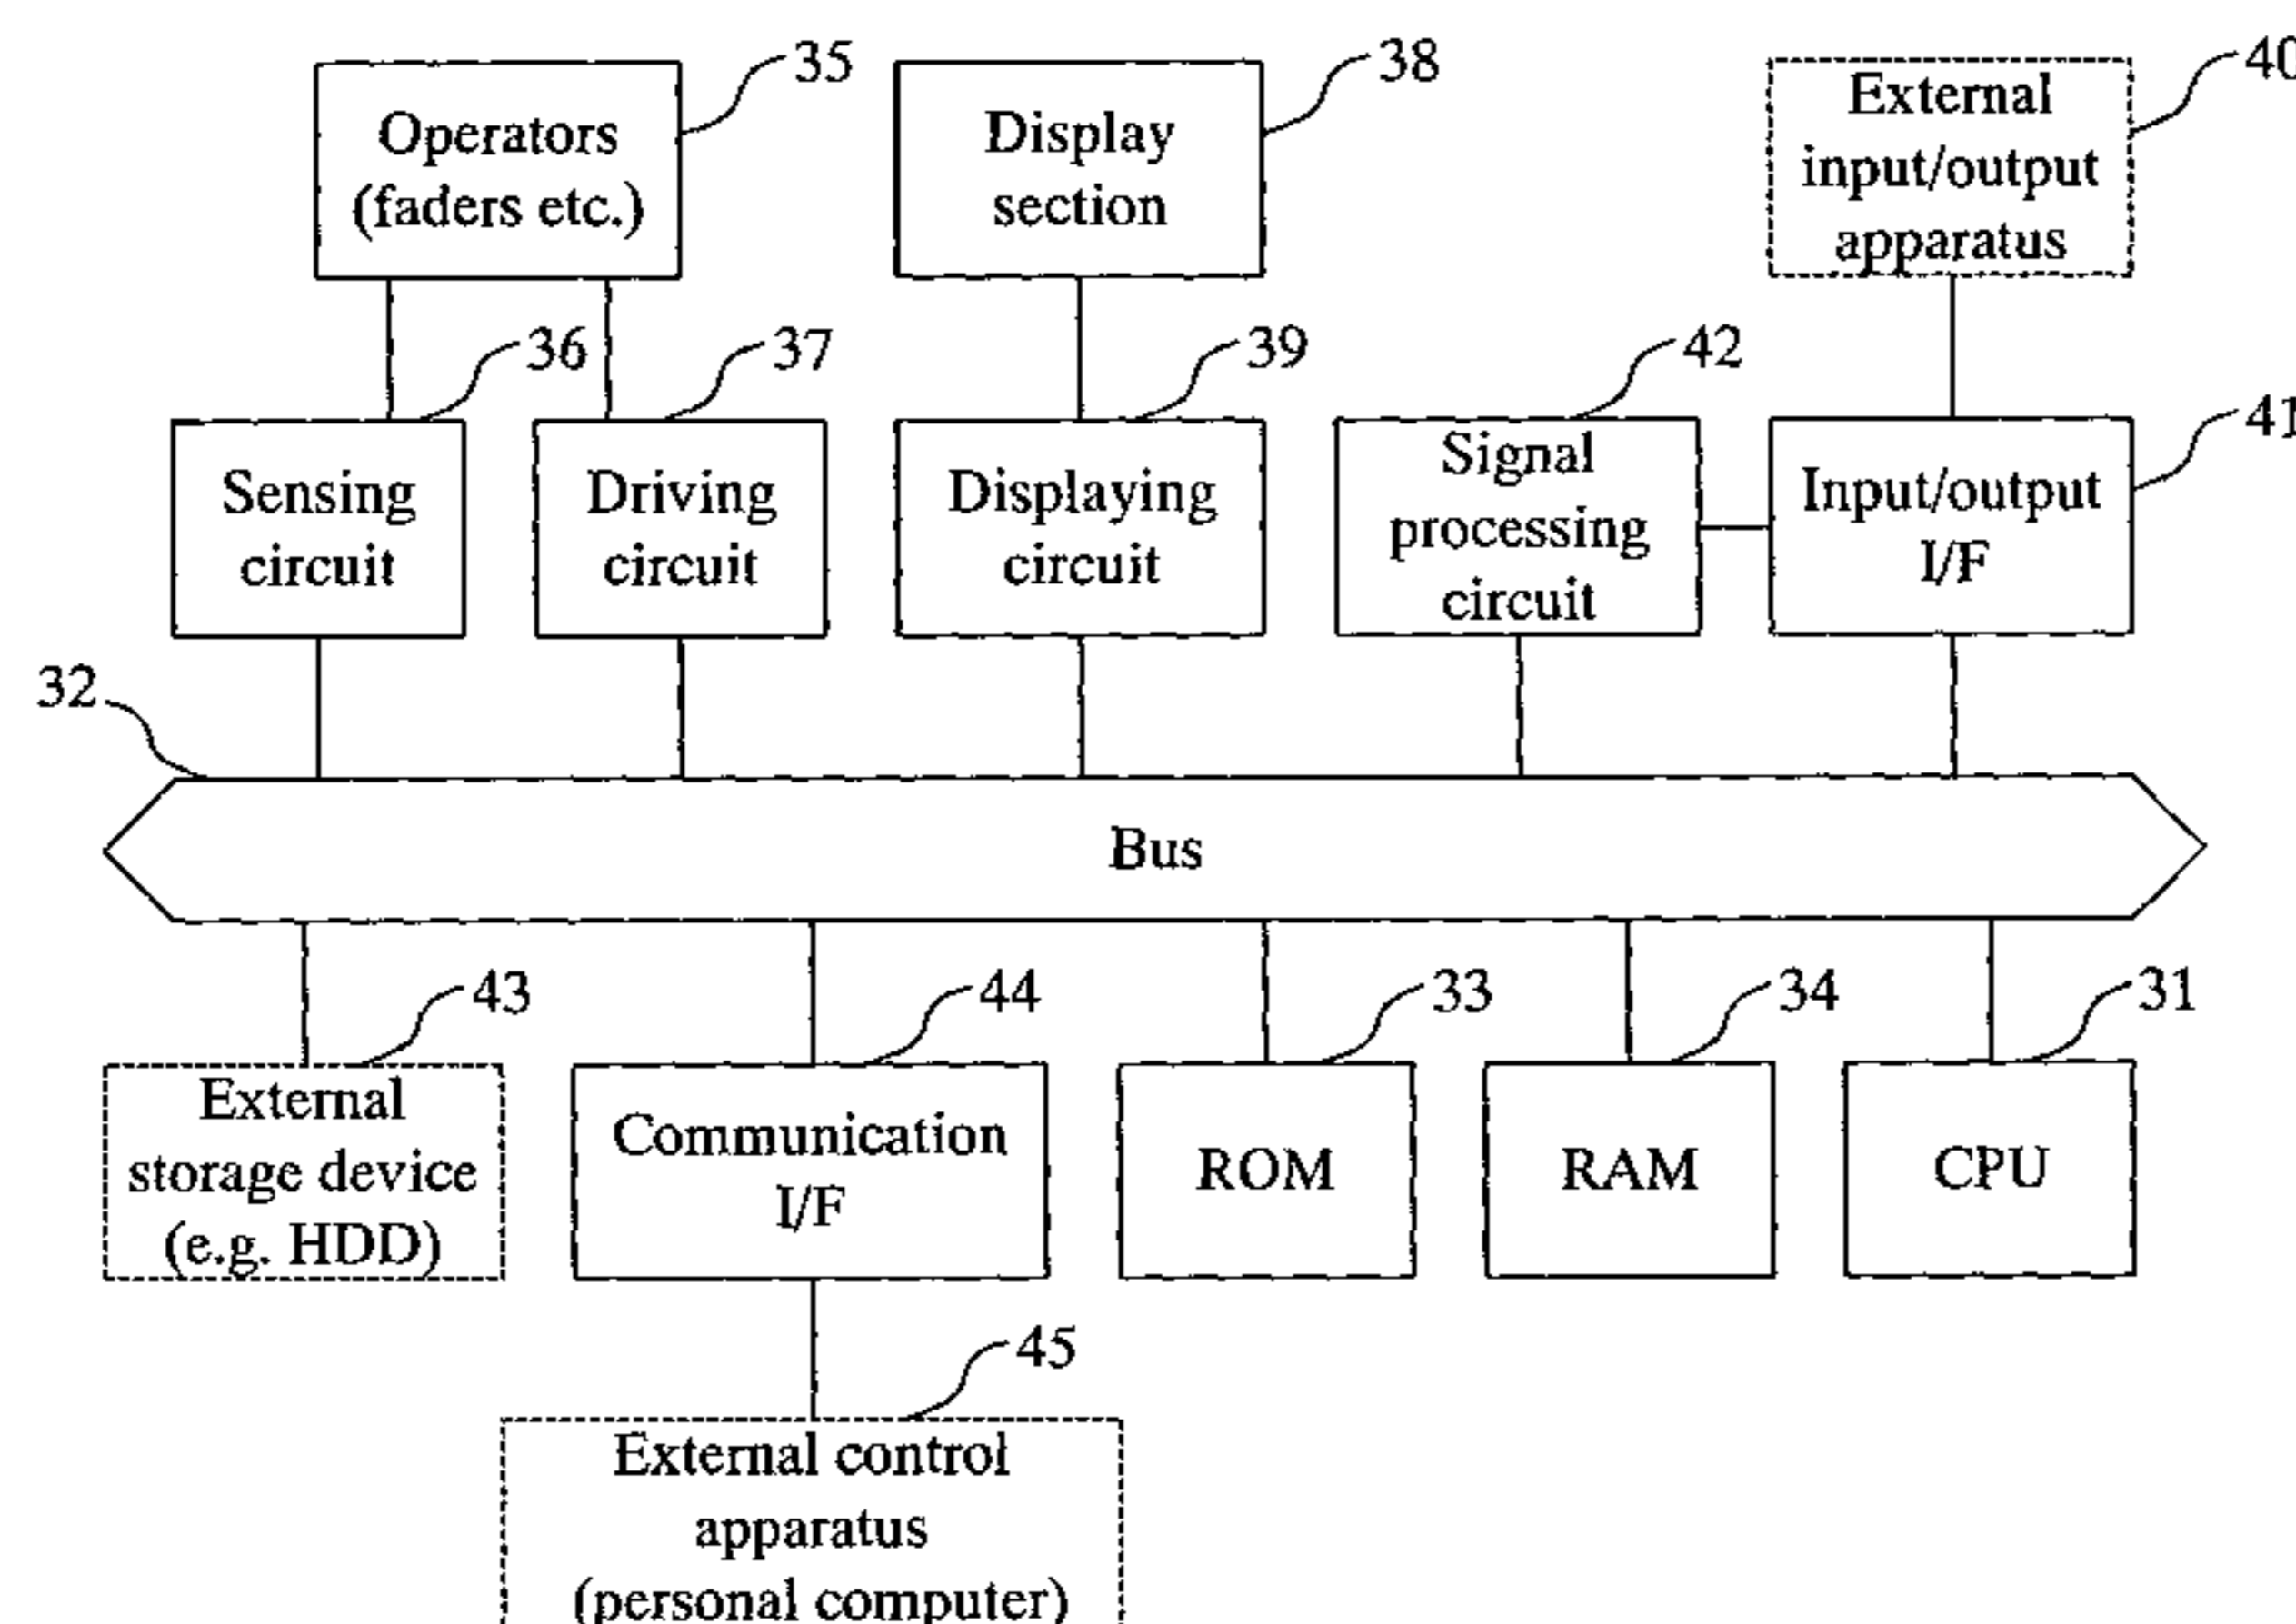 35
38
40
Operators
(faders etc.)
Display
section
External
input/output
apparatus
36
37
39
42
41
Sensing
circuit
Driving
circuit
Displaying
circuit
Signal
processing
circuit
Input/output
I/F
32
Bus
43
44
33
34
31
External
storage device
(e.g. HDD)
Communication
I/F
ROM
RAM
CPU
45
External control
apparatus
(personal computer)